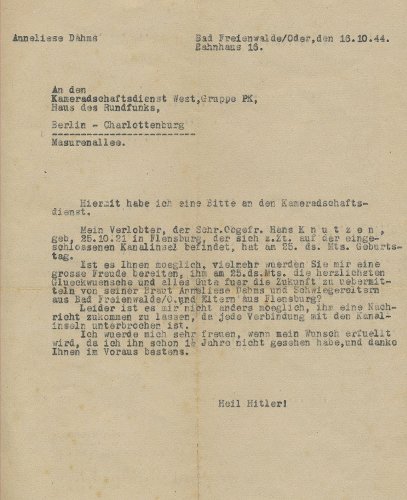 Anneliese Dahms
Bad Freienwalde/Oder,den 16.10.44.
Bahnhaus 16.
An den
Kameradschaftsdienst West,Gruppe PK,
Haus des Rundfunks,
Berlin - Charlottenburg
Masurenallee.
Hiermit habe ich eine Bitte an den Kameradschafts-
dienst.
Mein Verlobter, der Schr.Obgefr. Hans K n u t z e n ,
geb, 25.10.21 in Flensburg, der sich z.Zt. auf der einge-
schlossenen Kanalinsel befindet, hat am 25. ds. Mts. Geburts-
tag.
Ist es Ihnen moeglich, vielmehr wuerden Sie mir eine
grosse Freude bereiten, ihm am 25.ds.Mts. die herzlichsten
Glueckwuensche und alles Gute fuer die Zukunft zu uebermit-
teln von seiner Braut Anneliese Dahms und Schwiegereltern
aus Bad Freienwalde/O.und Eltern aus Flensburg?
Leider ist es mir nicht anders moeglich, ihm eine Nach-
richt zukommen zu lassen, da jede Verbindung mit den Kanal-
inseln unterbrochen ist.
Ich wuerde mich sehr freuen, wenn mein Wunsch erfuellt
wird, da ich ihn schon Jahre nicht gesehen habe,und danke
Ihnen im Voraus bestens.
Heil Hitler!